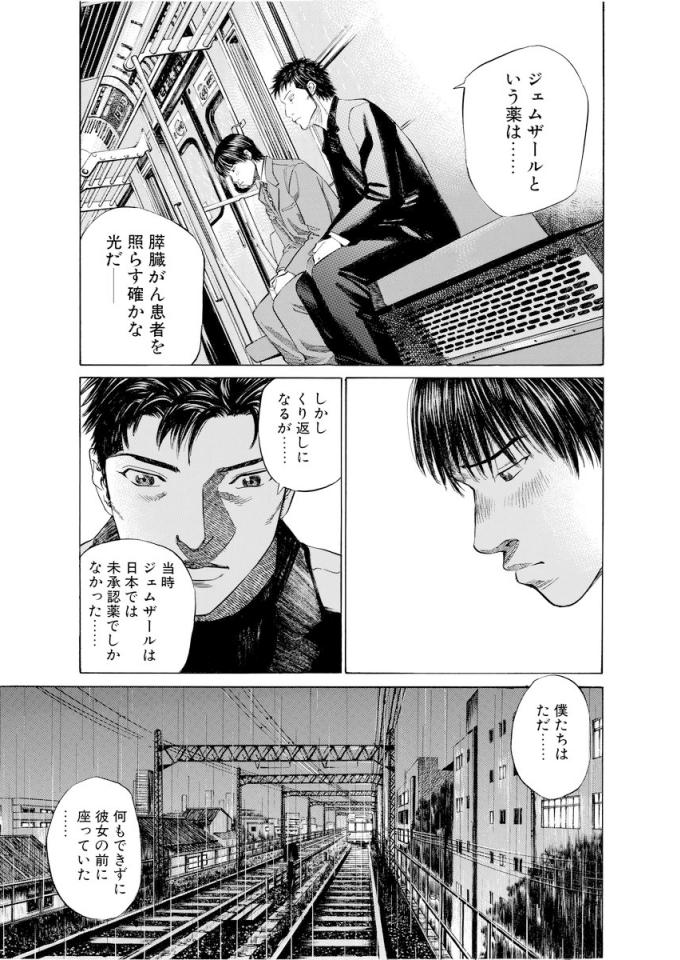 ジェムザールと
いう薬は……
膵臓がん患者を
照らす確かな
光だ――
しかし
くり返しに
なるが……
当時
ジェムザールは
日本では
未承認薬でしか
なかった……
僕たちは
ただ……
何もできずに
彼女の前に
座っていた
……